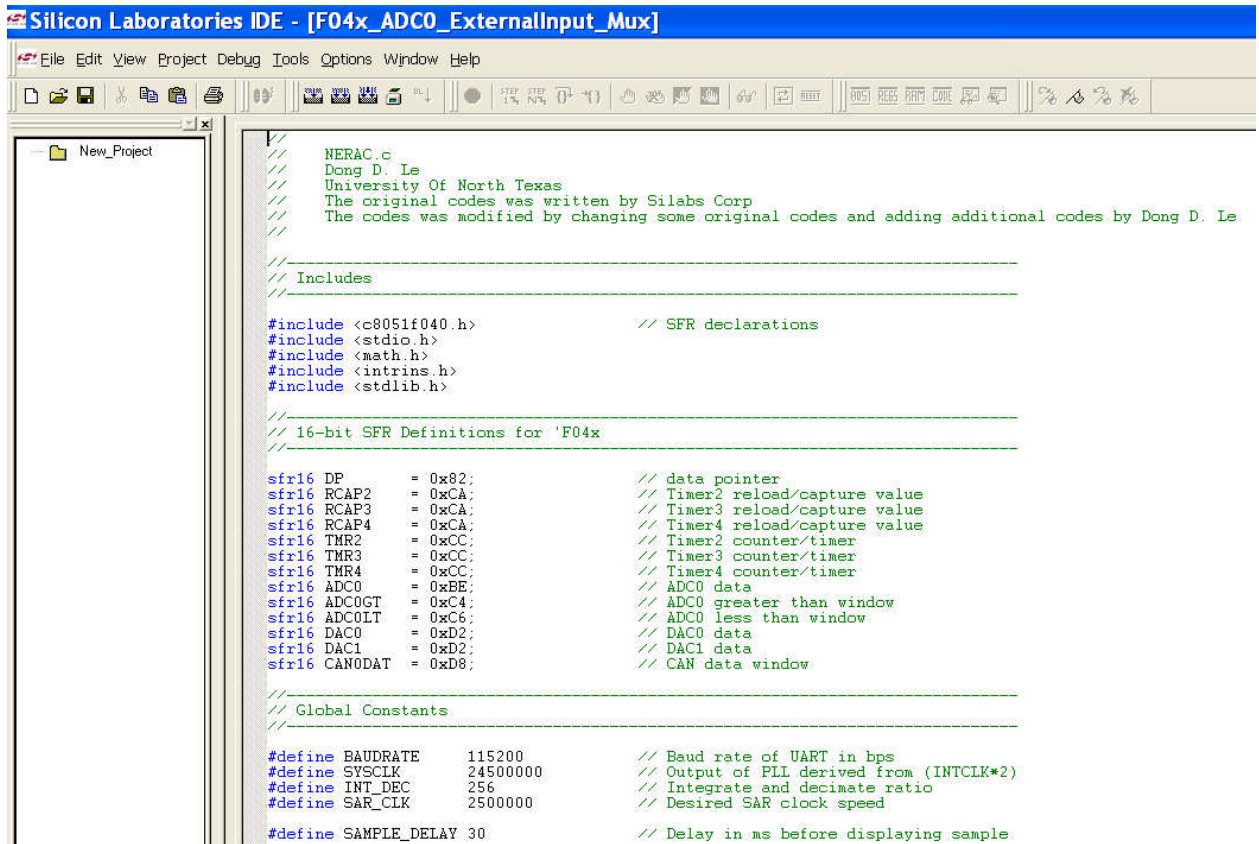 Silicon Laboratories IDE - [F04x_ADC0_ExternalInput_Mux]
File Edit View Project Debug Tools Options Window Help
New_Project
//
// NERAC.c
// Dong D. Le
// University Of North Texas
// The original codes was written by Silabs Corp
// The codes was modified by changing some original codes and adding additional codes by Dong D. Le
//
//-----------------------------------------------------------------------------
// Includes
//-----------------------------------------------------------------------------
#include <c8051f040.h> // SFR declarations
#include <stdio.h>
#include <math.h>
#include <intrins.h>
#include <stdlib.h>
//-----------------------------------------------------------------------------
// 16-bit SFR Definitions for 'F04x
//-----------------------------------------------------------------------------
sfr16 DP = 0x82; // data pointer
sfr16 RCAP2 = 0xCA; // Timer2 reload/capture value
sfr16 RCAP3 = 0xCA; // Timer3 reload/capture value
sfr16 RCAP4 = 0xCA; // Timer4 reload/capture value
sfr16 TMR2 = 0xCC; // Timer2 counter/timer
sfr16 TMR3 = 0xCC; // Timer3 counter/timer
sfr16 TMR4 = 0xCC; // Timer4 counter/timer
sfr16 ADC0 = 0xBE; // ADC0 data
sfr16 ADC0GT = 0xC4; // ADC0 greater than window
sfr16 ADC0LT = 0xC6; // ADC0 less than window
sfr16 DAC0 = 0xD2; // DAC0 data
sfr16 DAC1 = 0xD2; // DAC1 data
sfr16 CAN0DAT = 0xD8; // CAN data window
//-----------------------------------------------------------------------------
// Global Constants
//-----------------------------------------------------------------------------
#define BAUDRATE 115200 // Baud rate of UART in bps
#define SYSCLK 24500000 // Output of PLL derived from (INTCLK*2)
#define INT_DEC 256 // Integrate and decimate ratio
#define SAR_CLK 2500000 // Desired SAR clock speed
#define SAMPLE_DELAY 30 // Delay in ms before displaying sample